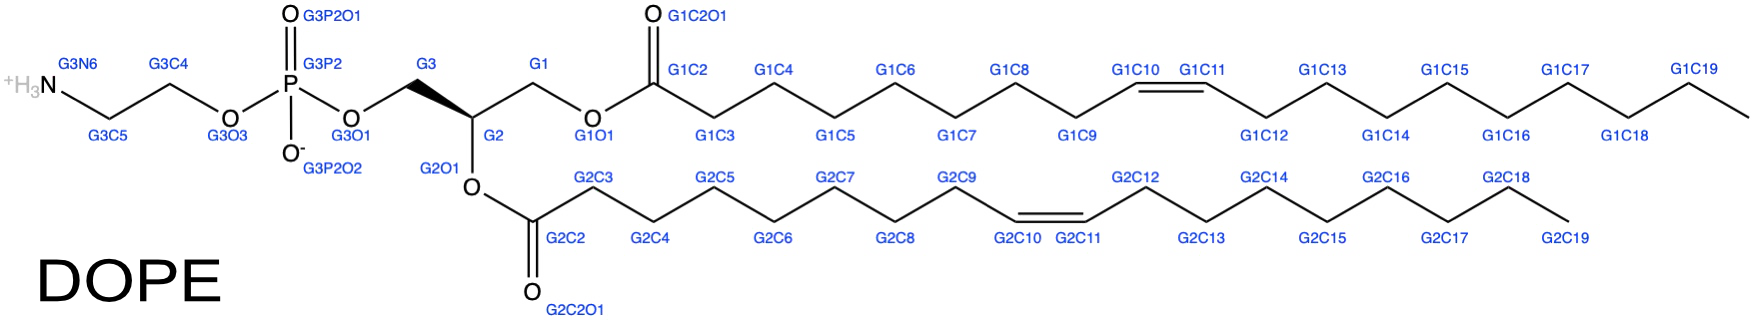 O G3P2O1 O G1C2O1
+H3N G3N6 G3C4 P G3P2 G3 G1 G1C2 G1C4 G1C6 G1C8 G1C10 G1C11 G1C13 G1C15 G1C17 G1C19
G3C5 O G3O3 O G3O1 G2 O G1O1 G1C3 G1C5 G1C7 G1C9 G1C12 G1C14 G1C16 G1C18
O- G3P2O2 G2O1 O G2C3 G2C5 G2C7 G2C9 G2C12 G2C14 G2C16 G2C18
G2C2 G2C4 G2C6 G2C8 G2C10 G2C11 G2C13 G2C15 G2C17 G2C19
O G2C2O1
DOPE